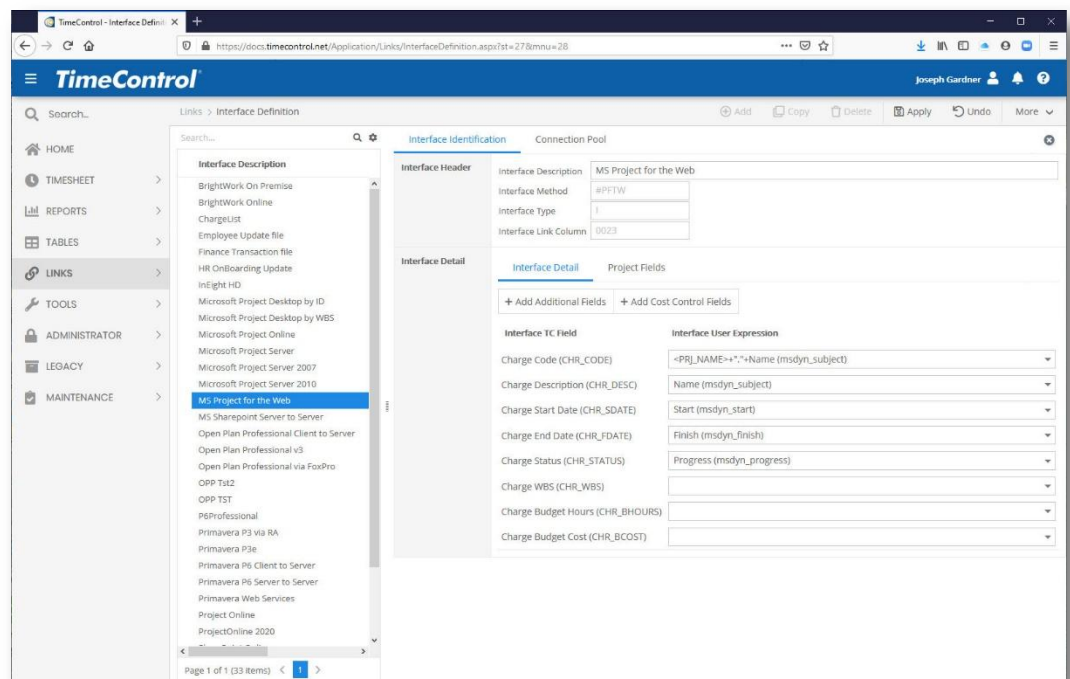 TimeControl - Interface Definit
https://docs.timecontrol.net/Application/Links/InterfaceDefinition.aspx?st=27&mnu=28
TimeControl
Joseph Gardner
Search...
Links > Interface Definition
Add
Copy
Delete
Apply
Undo
More
HOME
TIMESHEET
REPORTS
TABLES
LINKS
TOOLS
ADMINISTRATOR
LEGACY
MAINTENANCE
Search...
Interface Description
BrightWork On Premise
BrightWork Online
ChargeList
Employee Update file
Finance Transaction file
HR OnBoarding Update
InEight HD
Microsoft Project Desktop by ID
Microsoft Project Desktop by WBS
Microsoft Project Online
Microsoft Project Server
Microsoft Project Server 2007
Microsoft Project Server 2010
MS Project for the Web
MS Sharepoint Server to Server
Open Plan Professional Client to Server
Open Plan Professional v3
Open Plan Professional via FoxPro
OPP Tst2
OPP TST
P6Professional
Primavera P3 via RA
Primavera P3e
Primavera P6 Client to Server
Primavera P6 Server to Server
Primavera Web Services
Project Online
ProjectOnline 2020
Page 1 of 1 (33 items) < 1 >
Interface Identification
Connection Pool
Interface Header
Interface Description MS Project for the Web
Interface Method #PFTW
Interface Type !
Interface Link Column 0023
Interface Detail
Interface Detail
Project Fields
+ Add Additional Fields
+ Add Cost Control Fields
Interface TC Field Interface User Expression
Charge Code (CHR_CODE) <PRJ_NAME>+"."+Name (msdyn_subject)
Charge Description (CHR_DESC) Name (msdyn_subject)
Charge Start Date (CHR_SDATE) Start (msdyn_start)
Charge End Date (CHR_FDATE) Finish (msdyn_finish)
Charge Status (CHR_STATUS) Progress (msdyn_progress)
Charge WBS (CHR_WBS)
Charge Budget Hours (CHR_BHOURS)
Charge Budget Cost (CHR_BCOST)